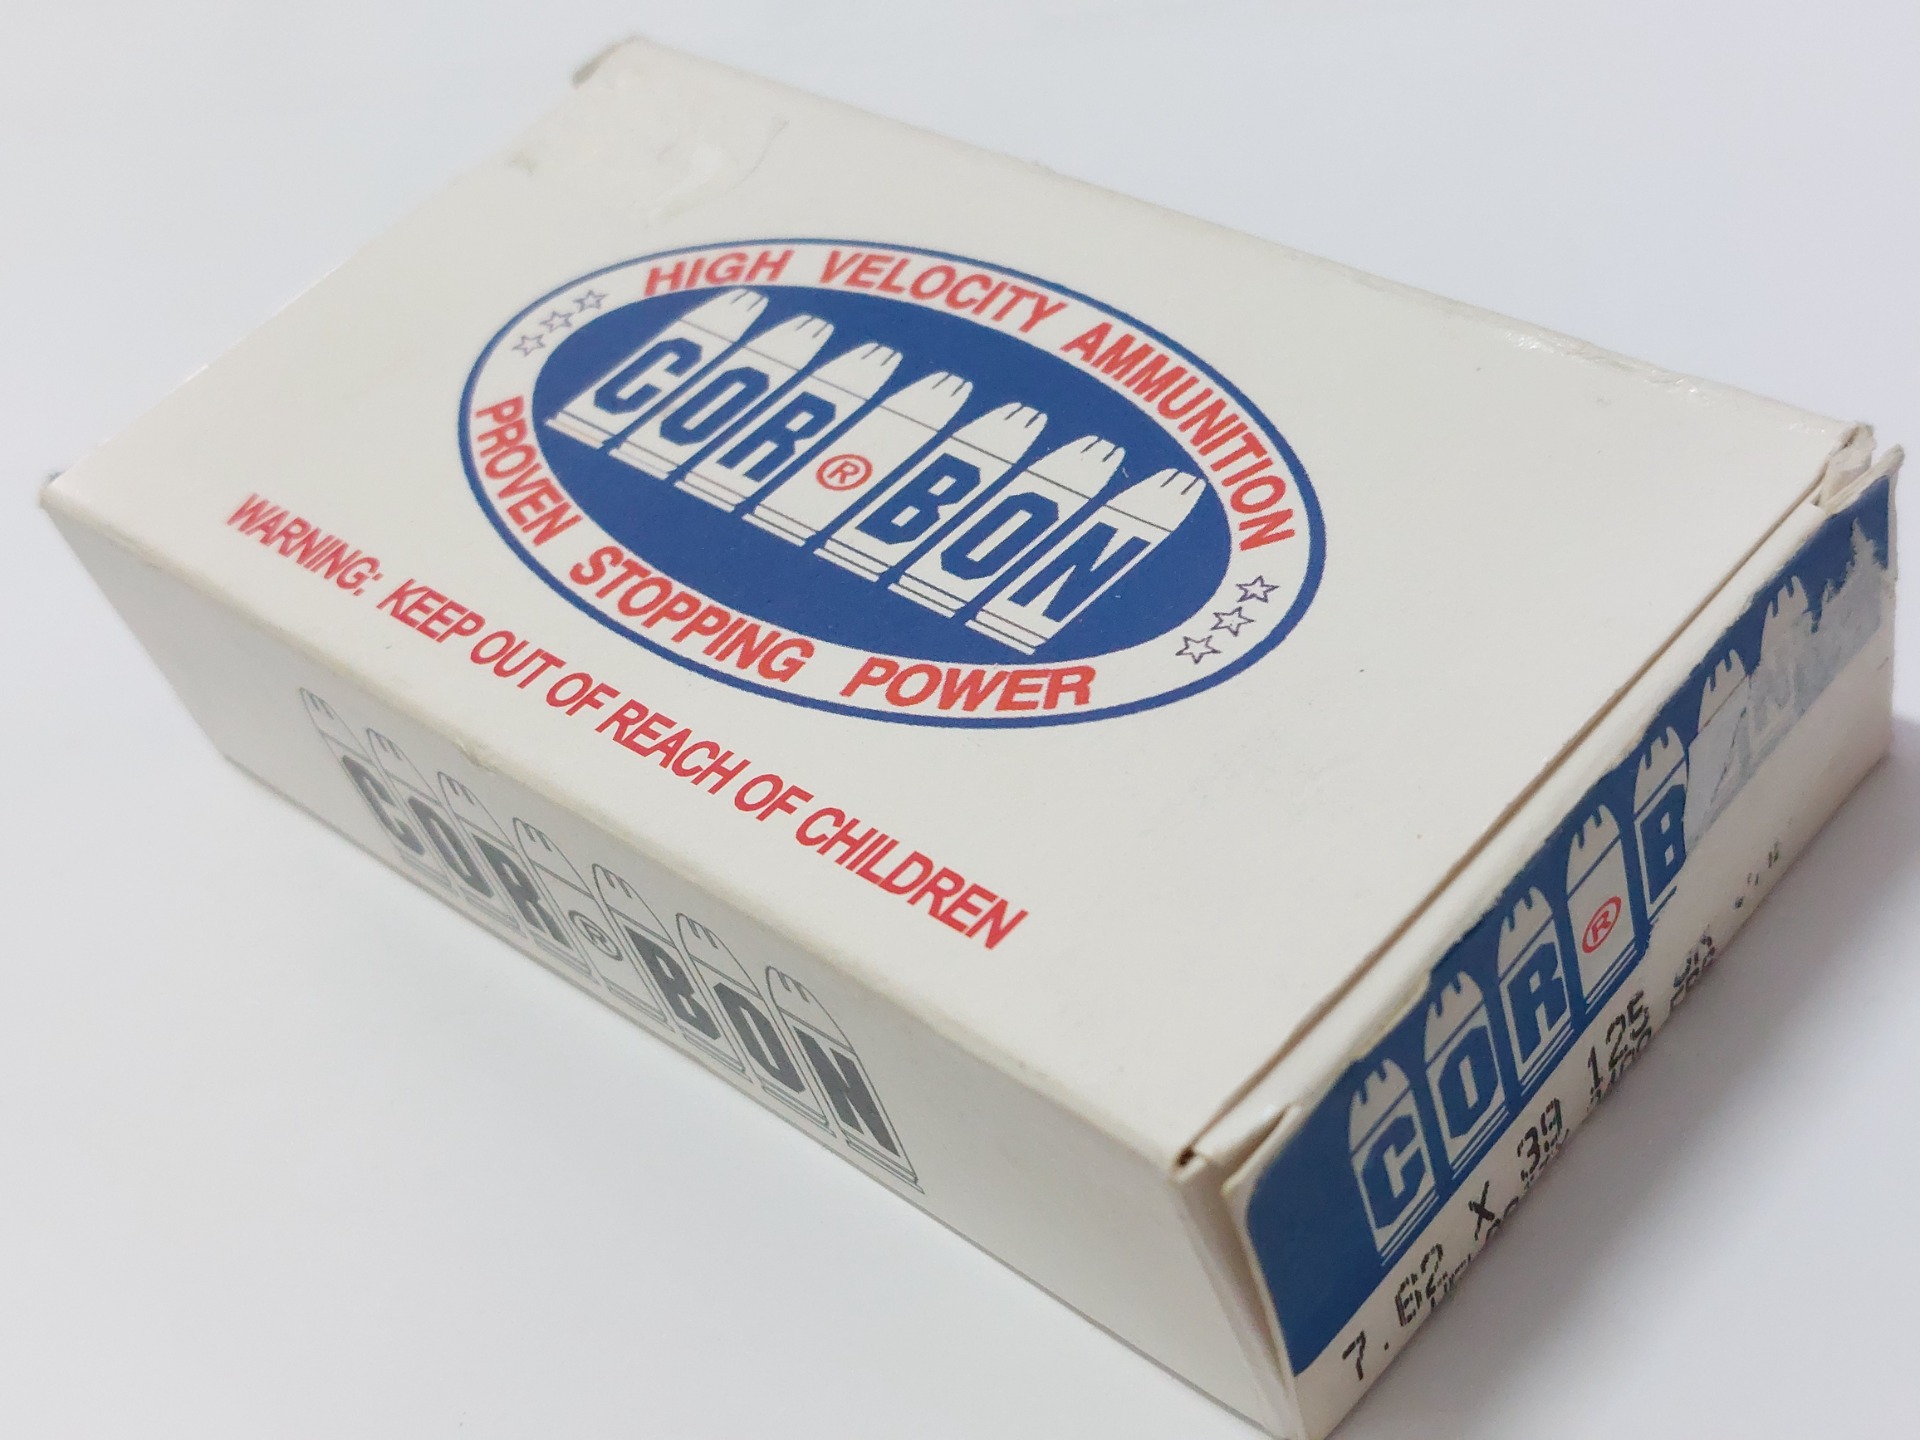 HIGH VELOCITY AMMUNITION
COR®BON
PROVEN STOPPING POWER
WARNING: KEEP OUT OF REACH OF CHILDREN
COR®BON
COR®B
7.62 X 39 125